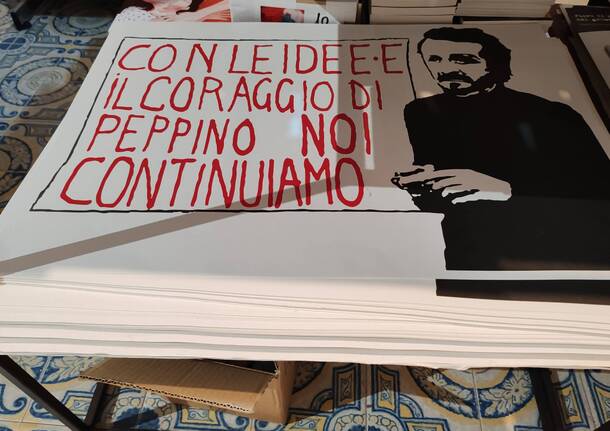 CON LE IDEE E
IL CORAGGIO DI
PEPPINO NOI
CONTINUIAMO